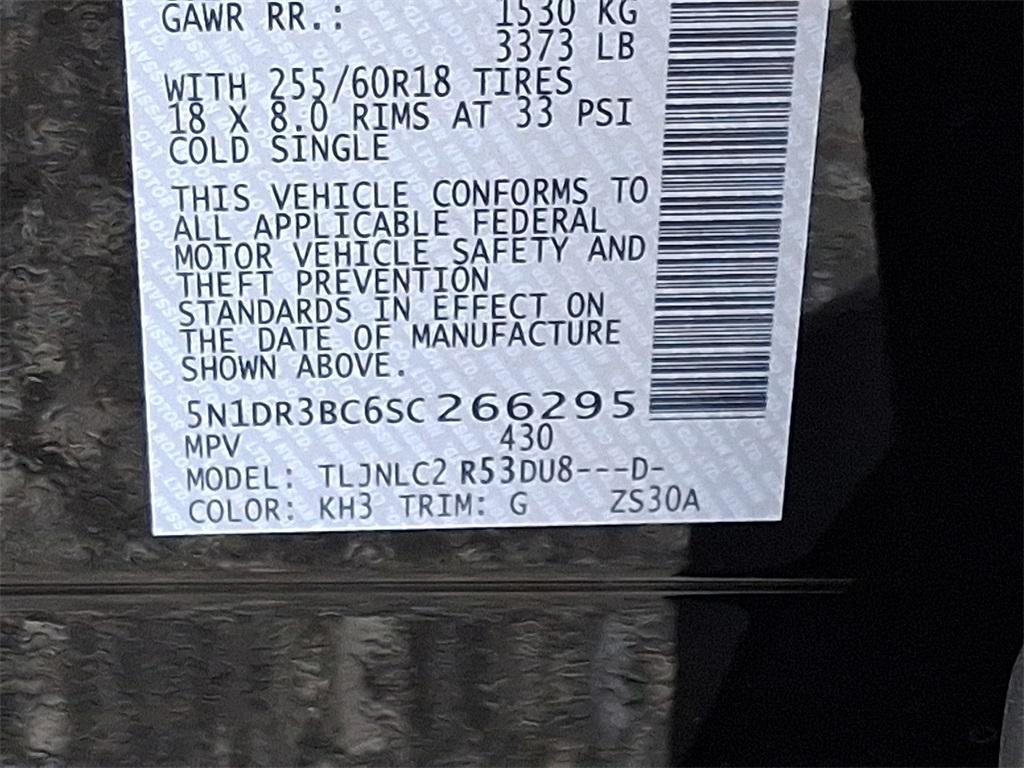 GAWR RR.: 1530 KG
3373 LB
WITH 255/60R18 TIRES
18 X 8.0 RIMS AT 33 PSI
COLD SINGLE
THIS VEHICLE CONFORMS TO
ALL APPLICABLE FEDERAL
MOTOR VEHICLE SAFETY AND
THEFT PREVENTION
STANDARDS IN EFFECT ON
THE DATE OF MANUFACTURE
SHOWN ABOVE.
5N1DR3BC6SC266295
MPV 430
MODEL: TLJNLC2 R53DU8---D-
COLOR: KH3 TRIM: G ZS30A